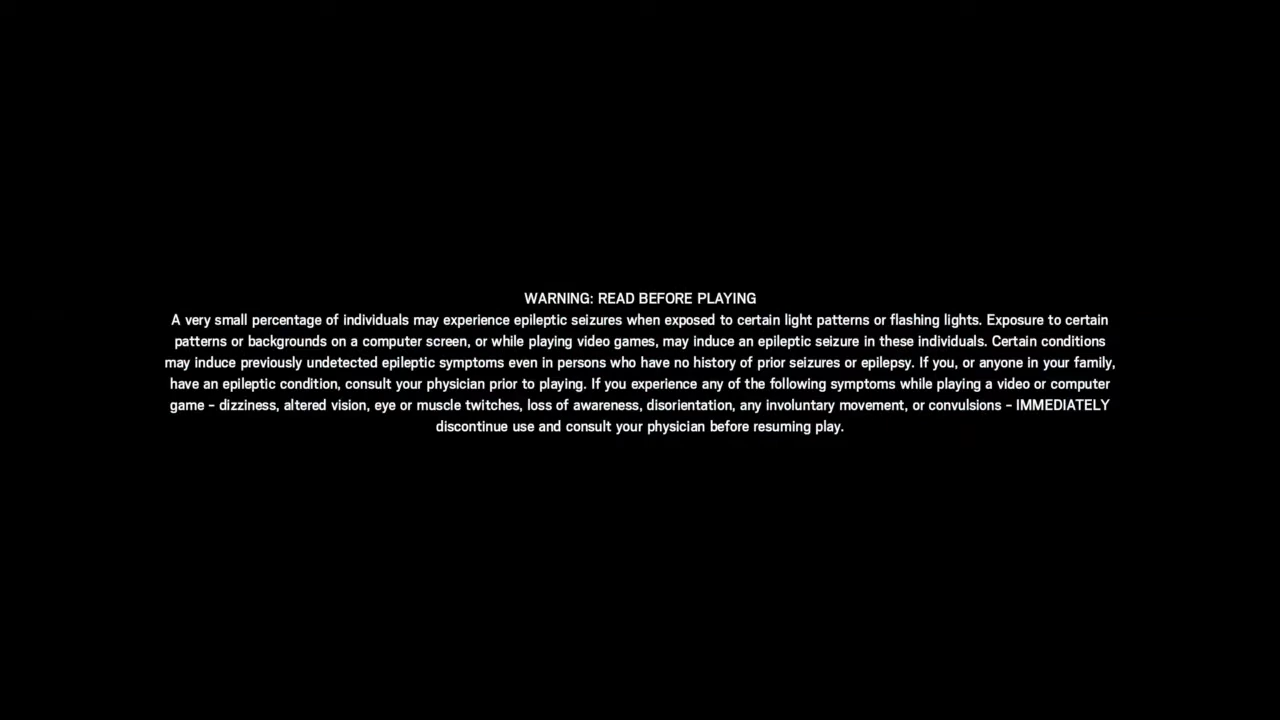 WARNING: READ BEFORE PLAYING
A very small percentage of individuals may experience epileptic seizures when exposed to certain light patterns or flashing lights. Exposure to certain
patterns or backgrounds on a computer screen, or while playing video games, may induce an epileptic seizure in these individuals. Certain conditions
may induce previously undetected epileptic symptoms even in persons who have no history of prior seizures or epilepsy. If you, or anyone in your family,
have an epileptic condition, consult your physician prior to playing. If you experience any of the following symptoms while playing a video or computer
game - dizziness, altered vision, eye or muscle twitches, loss of awareness, disorientation, any involuntary movement, or convulsions - IMMEDIATELY
discontinue use and consult your physician before resuming play.